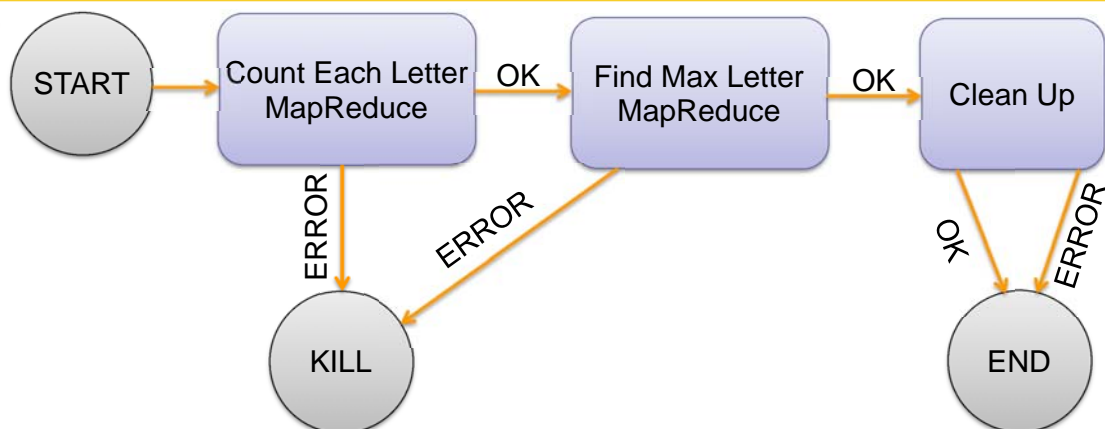 START
Count Each Letter
MapReduce
OK
Find Max Letter
MapReduce
OK
Clean Up
ERROR
ERROR
OK
ERROR
KILL
END